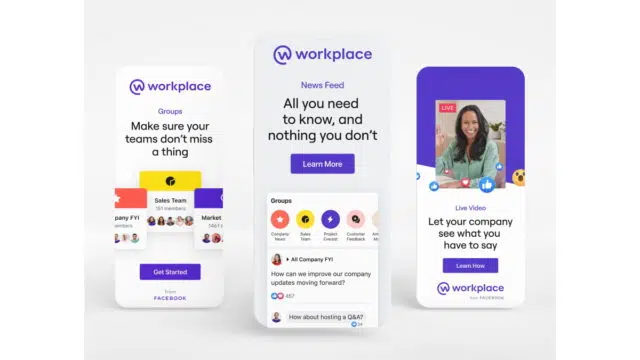 workplace
Groups
Make sure your
teams don't miss
a thing
Sales Team
151 members
pany FYI
members
Market
1461
Get Started
from
FACEBOOK
workplace
News Feed
All you need
to know, and
nothing you don't
Learn More
Groups
Company
News
Sales
Team
Project
Everest
Customer
Feedback
All Company FYI
How can we improve our company
updates moving forward?
457
How about hosting a Q&A?
34
LIVE
Live Video
Let your company
see what you
have to say
Learn How
workplace
from FACEBOOK